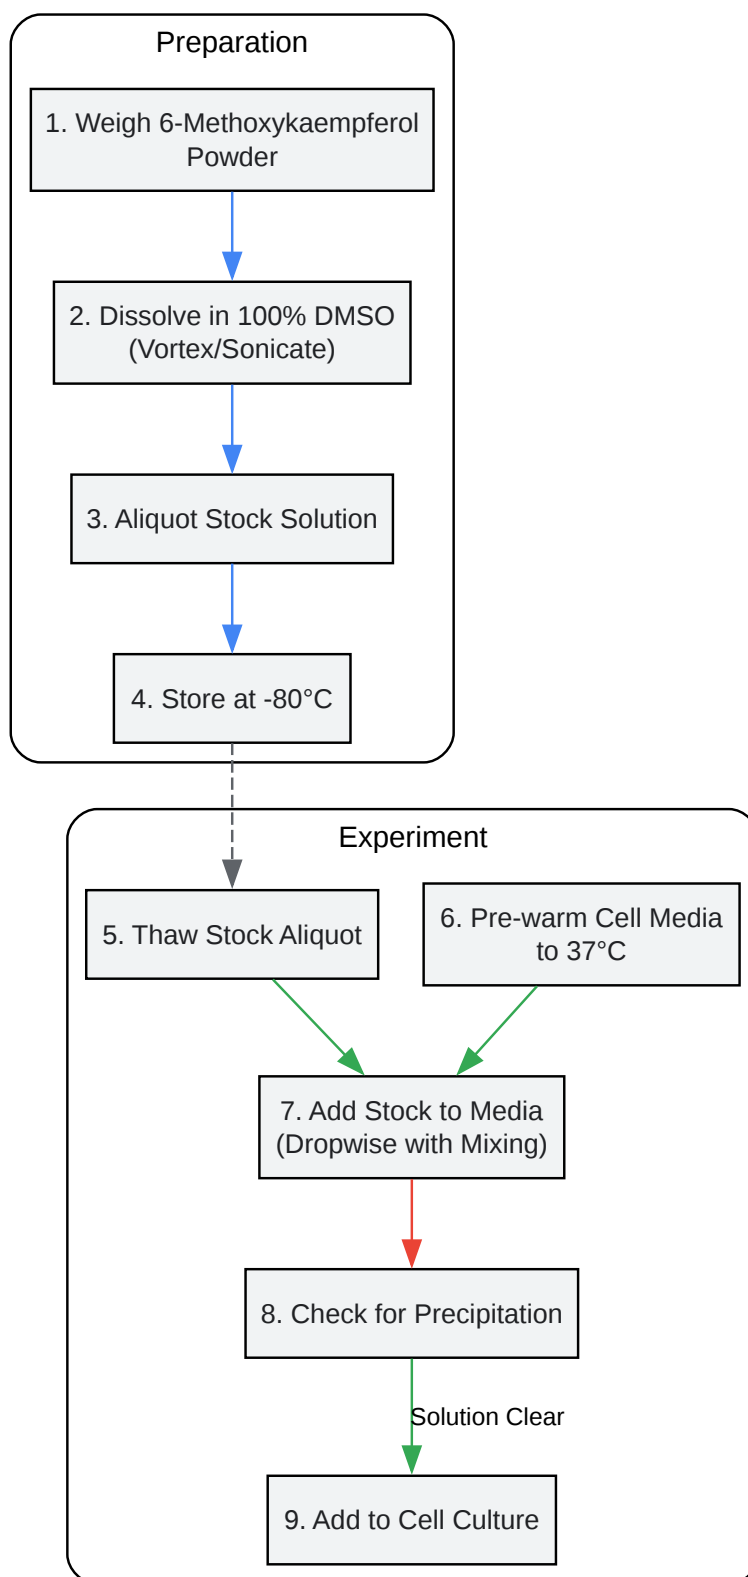 Preparation
1. Weigh 6-Methoxykaempferol
Powder
2. Dissolve in 100% DMSO
(Vortex/Sonicate)
3. Aliquot Stock Solution
4. Store at -80°C
Experiment
5. Thaw Stock Aliquot
6. Pre-warm Cell Media
to 37°C
7. Add Stock to Media
(Dropwise with Mixing)
8. Check for Precipitation
Solution Clear
9. Add to Cell Culture